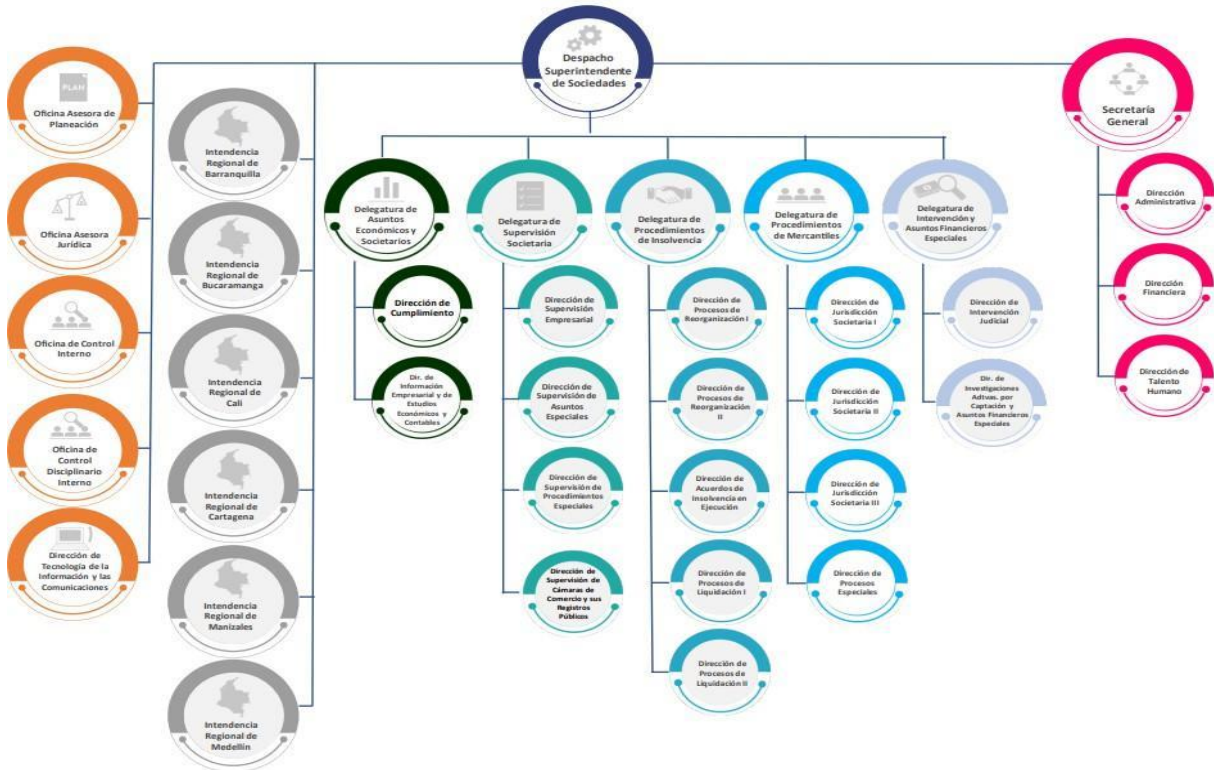 Despacho
Superintendente
de Sociedades
PLAN
Oficina Asesora de
Planeación
Oficina Asesora
Jurídica
Oficina de Control
Interno
Oficina de
Control
Disciplinario
Interno
Dirección de
Tecnología de la
Información y las
Comunicaciones
Intendencia
Regional de
Barranquilla
Intendencia
Regional de
Bucaramanga
Intendencia
Regional de
Cali
Intendencia
Regional de
Cartagena
Intendencia
Regional de
Manizales
Intendencia
Regional de
Medellín
Delegatura de
Asuntos
Económicos y
Societarios
Dirección de
Cumplimiento
Dir. de
Información
Empresarial y de
Estudios
Económicos y
Contables
Delegatura de
Supervisión
Societaria
Dirección de
Supervisión
Empresarial
Dirección de
Supervisión de
Asuntos
Especiales
Dirección de
Supervisión de
Procedimientos
Especiales
Dirección de
Supervisión de
Cámaras de
Comercio y sus
Registros
Públicos
Delegatura de
Procedimientos
de Insolvencia
Dirección de
Procesos de
Reorganización I
Dirección de
Procesos de
Reorganización
II
Dirección de
Acuerdos de
Insolvencia en
Ejecución
Dirección de
Procesos de
Liquidación I
Dirección de
Procesos de
Liquidación II
Delegatura de
Procedimientos
de Mercantiles
Dirección de
Jurisdicción
Societaria I
Dirección de
Jurisdicción
Societaria II
Dirección de
Jurisdicción
Societaria III
Dirección de
Procesos
Especiales
Delegatura de
Intervención y
Asuntos Financieros
Especiales
Dirección de
Intervención
Judicial
Dir. de
Investigaciones
Adtvas. por
Captación y
Asuntos Financieros
Especiales
Secretaría
General
Dirección
Administrativa
Dirección
Financiera
Dirección de
Talento
Humano